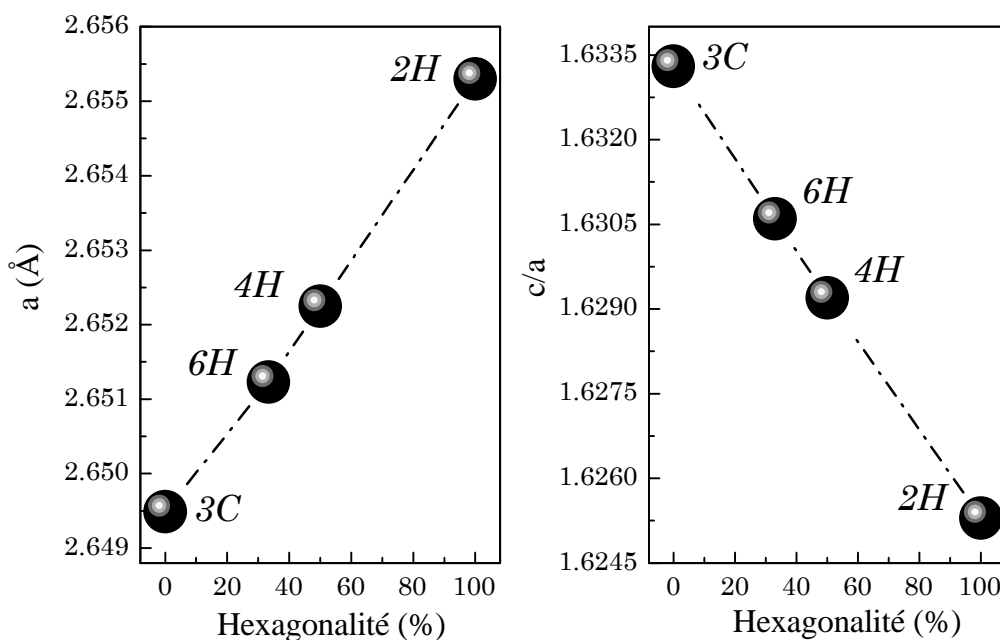 a (Å)
2.656
2.655
2.654
2.653
2.652
2.651
2.650
2.649
2H
4H
6H
3C
0 20 40 60 80 100
Hexagonalité (%)
c/a
1.6335
1.6320
1.6305
1.6290
1.6275
1.6260
1.6245
3C
6H
4H
2H
0 20 40 60 80 100
Hexagonalité (%)